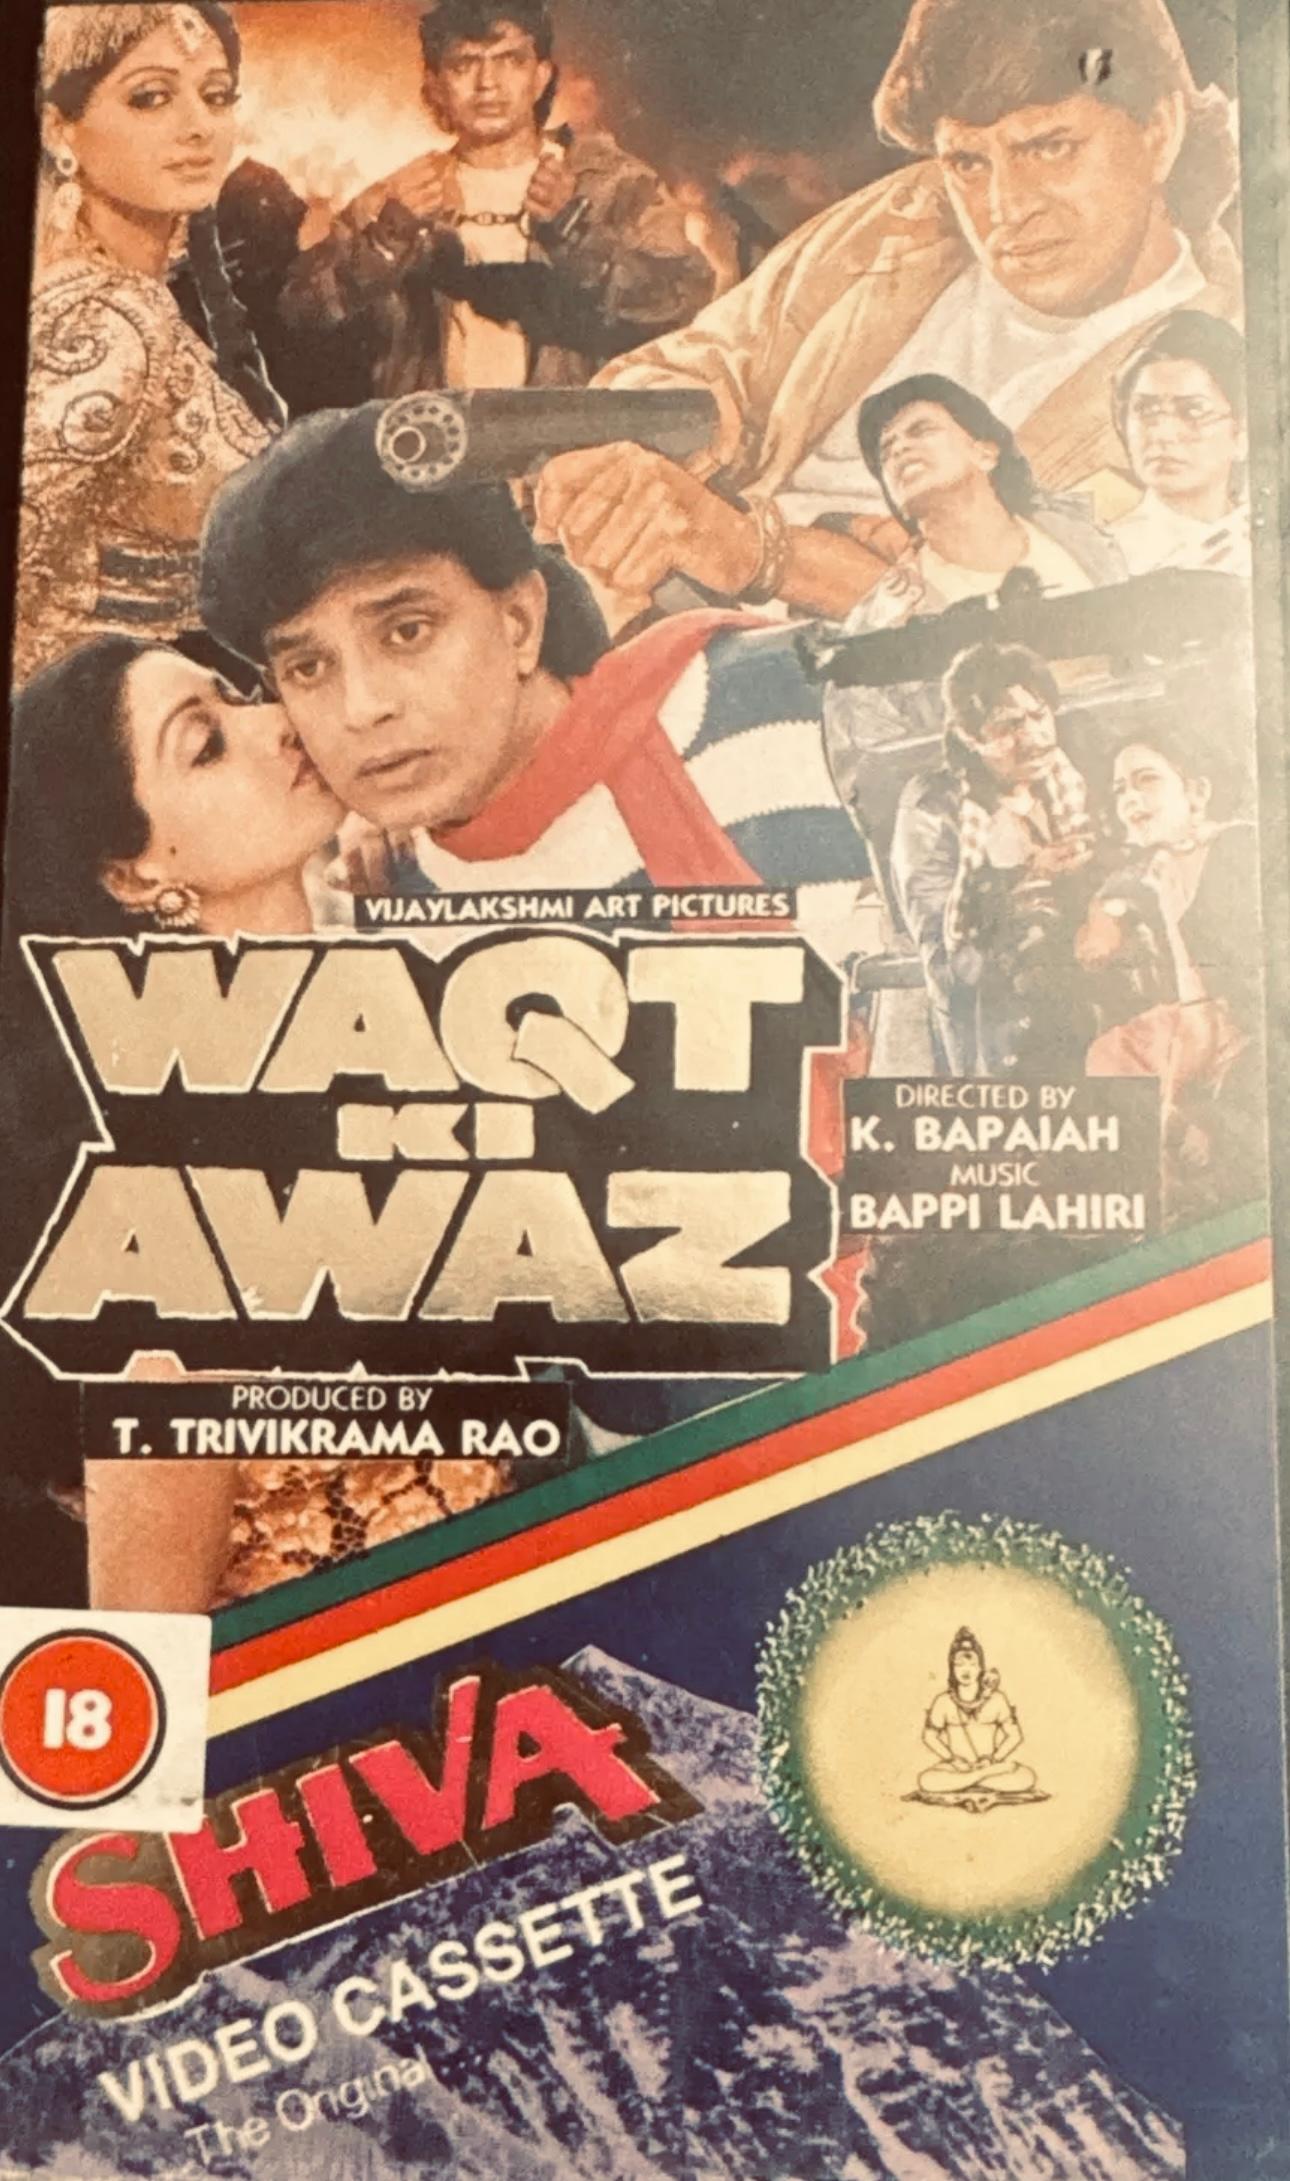 VIJAYLAKSHMI ART PICTURES
WAQT
KI
AWAZ
DIRECTED BY
K. BAPAIAH
MUSIC
BAPPI LAHIRI
PRODUCED BY
T. TRIVIKRAMA RAO
18
SHIVA
VIDEO CASSETTE
The Original